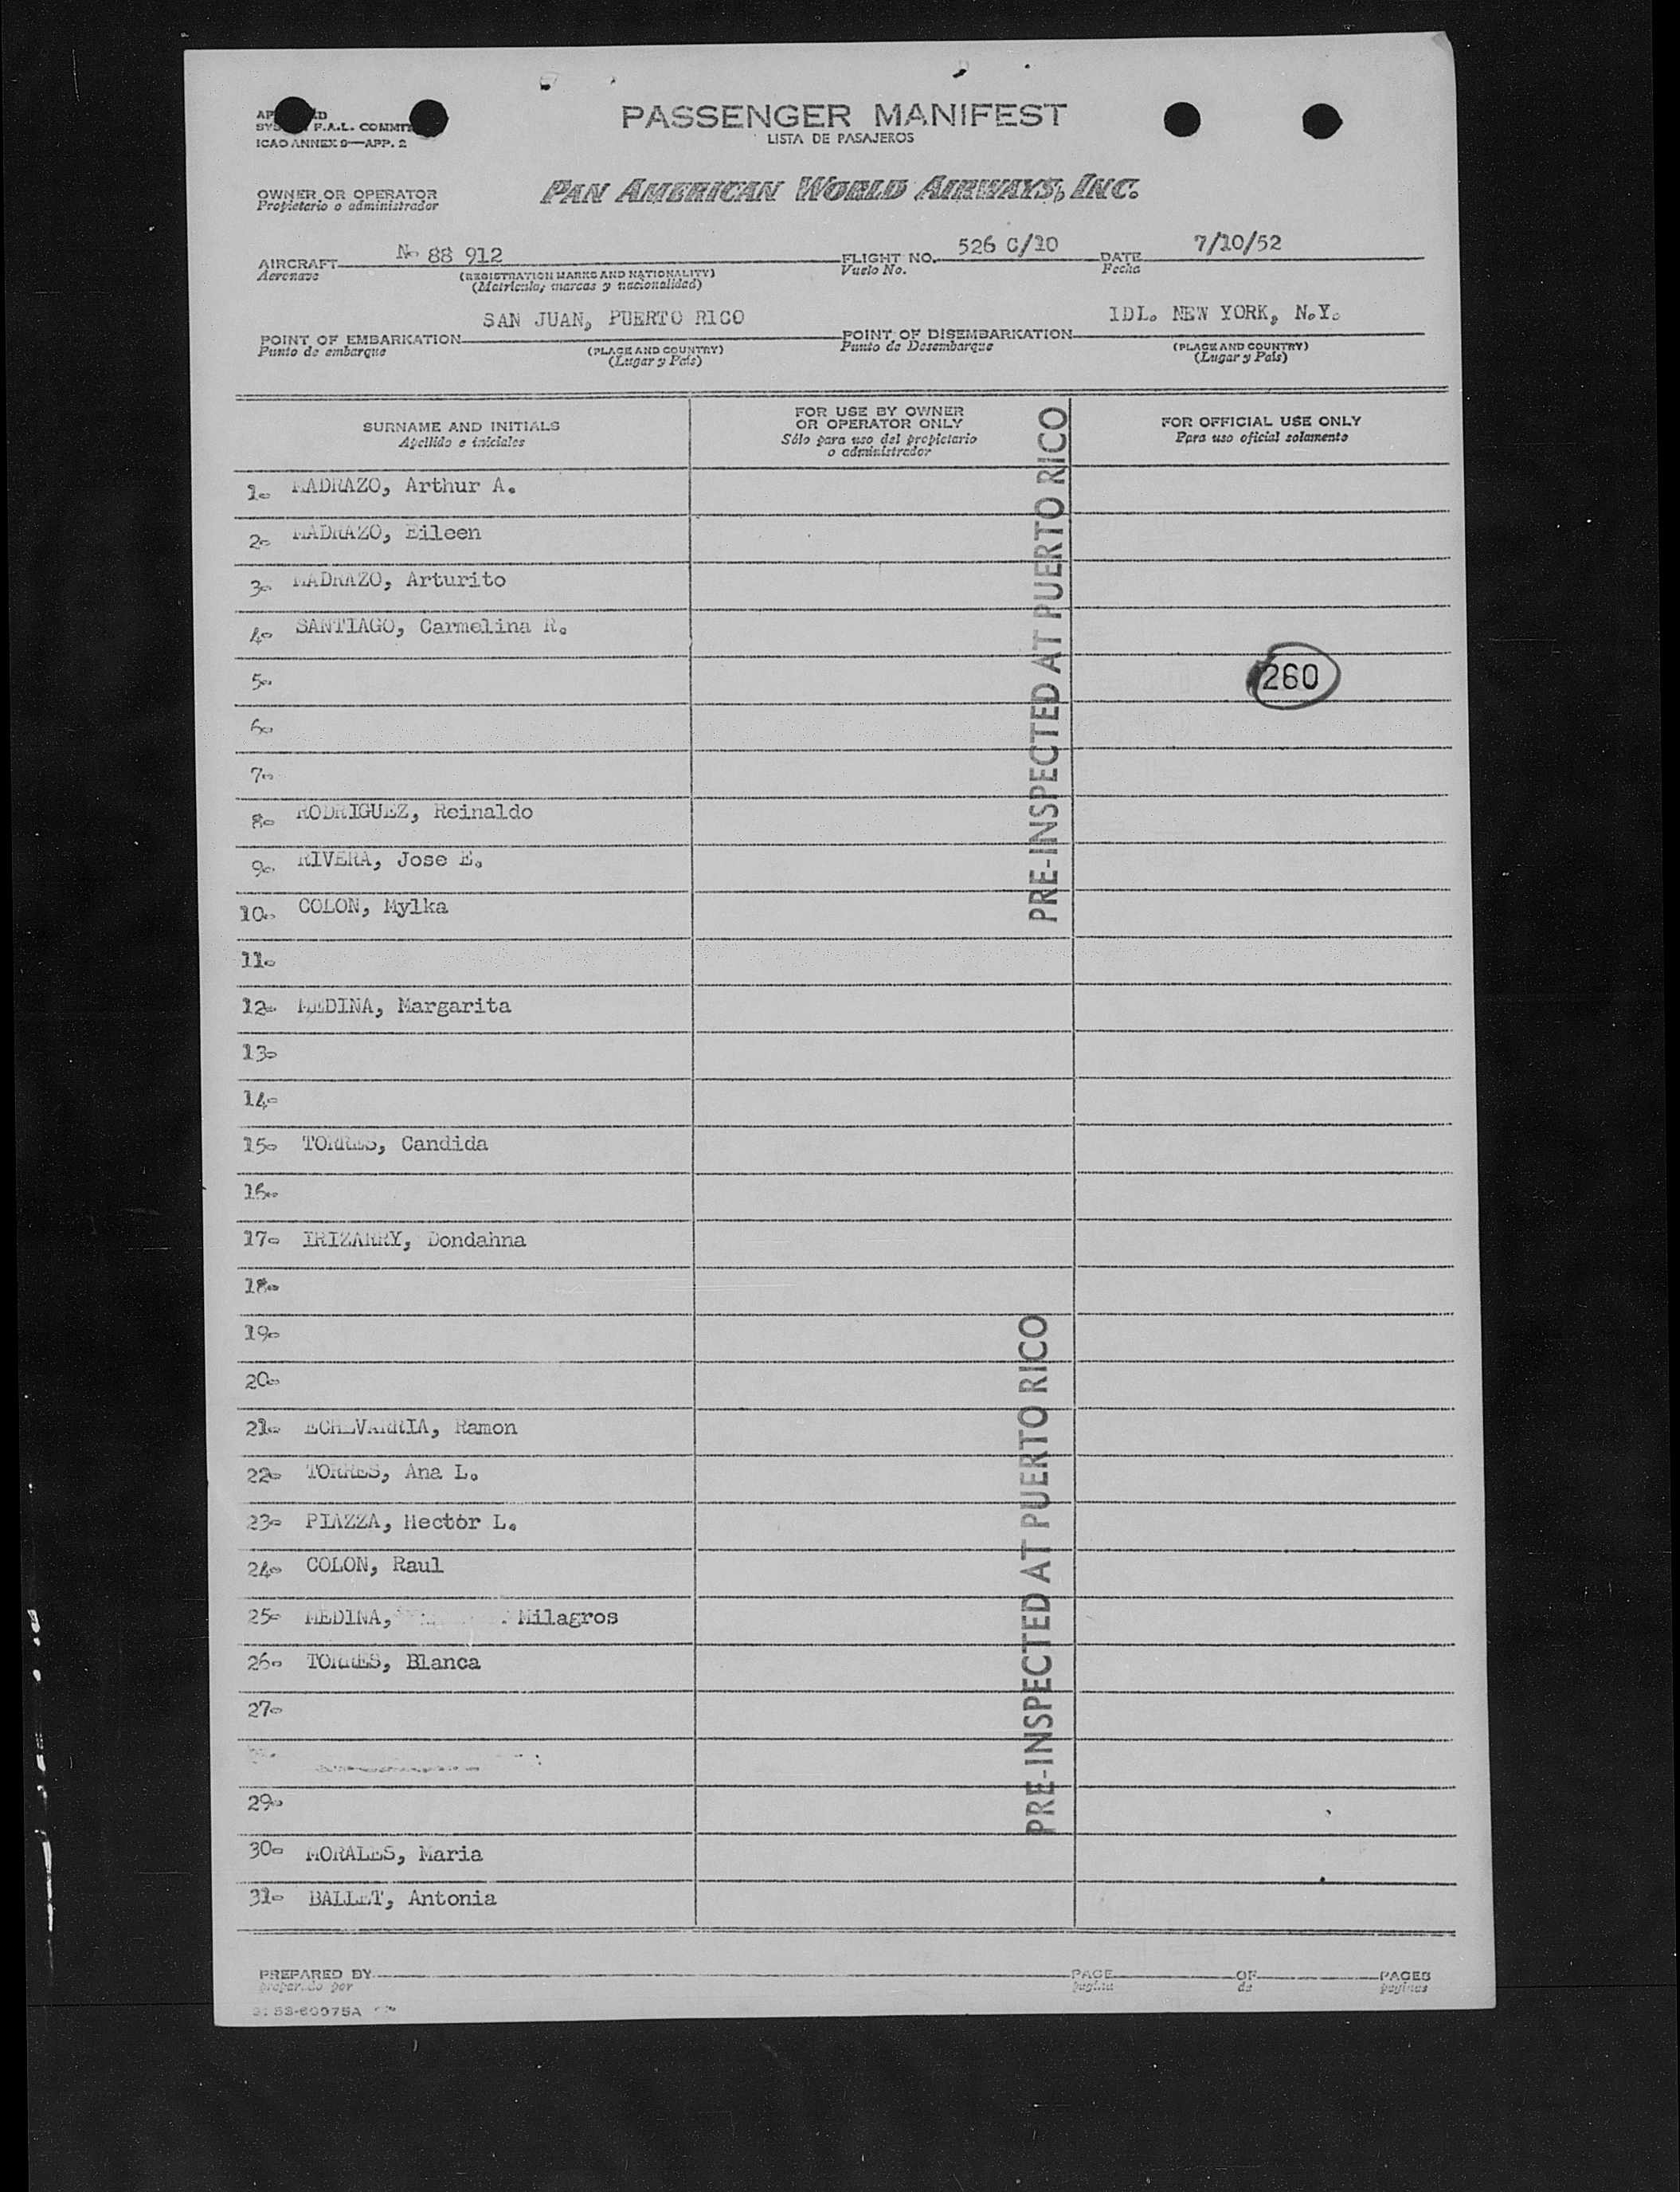 PASSENGER MANIFEST
LISTA DE PASAJEROS
F.A.L.
ICAO ANNEX 9—APP. 2
OWNER OR OPERATOR
Propietario o administrador
PAN AMERICAN WORLD AIRWAYS, INC.
AIRCRAFT No 88 912 FLIGHT NO. 526 C/10 DATE 7/10/52
Aeronave (REGISTRATION MARKS AND NATIONALITY) Vuelo No. Fecha
(Matricula, marcas y nacionalidad)
POINT OF EMBARKATION SAN JUAN, PUERTO RICO POINT OF DISEMBARKATION IDL. NEW YORK, N.Y.
Punto de embarque (PLACE AND COUNTRY) Punto de Desembarque (PLACE AND COUNTRY)
(Lugar y País) (Lugar y País)
SURNAME AND INITIALS
Apellido e iniciales
FOR USE BY OWNER
OR OPERATOR ONLY
Sólo para uso del propietario
o administrador
FOR OFFICIAL USE ONLY
Para uso oficial solamente
1- MADRAZO, Arthur A.
2- MADRAZO, Eileen
3- MADRAZO, Arturito
4- SANTIAGO, Carmelina R.
5-
260
6-
7-
8- RODRIGUEZ, Reinaldo
9- RIVERA, Jose E.
10- COLON, Mylka
11-
12- MEDINA, Margarita
13-
14-
15- TORRES, Candida
16-
17- IRIZARRY, Dondahna
18-
19-
20-
21- ECHEVARRIA, Ramon
22- TORRES, Ana L.
23- PIAZZA, Hector L.
24- COLON, Raul
25- MEDINA, Milagros
26- TORRES, Blanca
27-
29-
30- MORALES, Maria
31- BALLET, Antonia
PRE-INSPECTED AT PUERTO RICO
PRE-INSPECTED AT PUERTO RICO
PREPARED BY PAGE OF PAGES
preparado por pagina de paginas